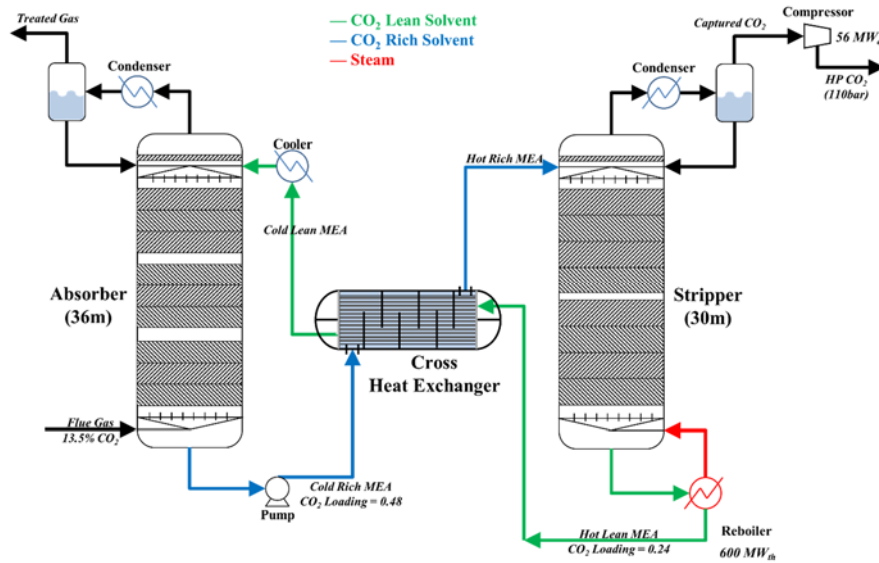 Treated Gas
Condenser
— CO₂ Lean Solvent
— CO₂ Rich Solvent
— Steam
Captured CO₂
Compressor
56 MWₑ
HP CO₂
(110bar)
Condenser
Cooler
Hot Rich MEA
Cold Lean MEA
Absorber
(36m)
Stripper
(30m)
Cross
Heat Exchanger
Flue Gas
13.5% CO₂
Cold Rich MEA
CO₂ Loading = 0.48
Pump
Hot Lean MEA
CO₂ Loading = 0.24
Reboiler
600 MWₜₕ